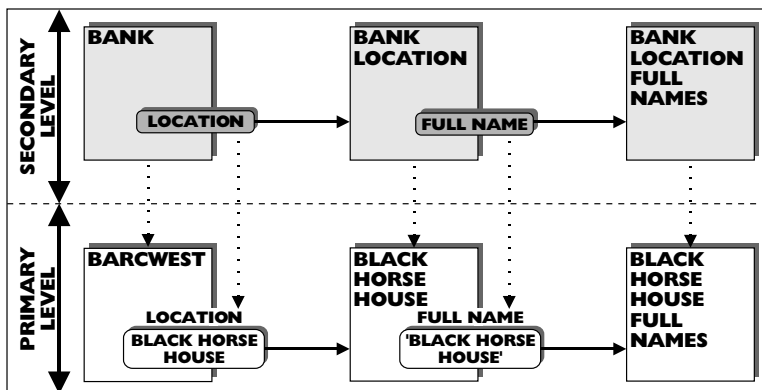 SECONDARY
LEVEL
BANK
LOCATION
BANK
LOCATION
FULL NAME
BANK
LOCATION
FULL
NAMES
PRIMARY
LEVEL
BARCWEST
LOCATION
BLACK HORSE
HOUSE
BLACK
HORSE
HOUSE
FULL NAME
'BLACK HORSE
HOUSE'
BLACK
HORSE
HOUSE
FULL
NAMES